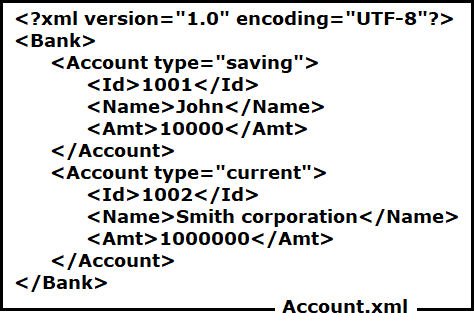 <?xml version="1.0" encoding="UTF-8"?>
<Bank>
<Account type="saving">
<Id>1001</Id>
<Name>John</Name>
<Amt>10000</Amt>
</Account>
<Account type="current">
<Id>1002</Id>
<Name>Smith corporation</Name>
<Amt>1000000</Amt>
</Account>
</Bank>
Account.xml